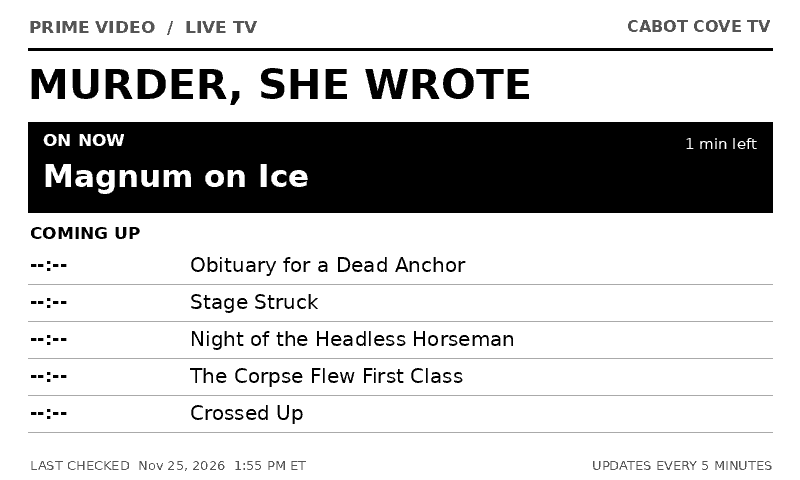 PRIME VIDEO / LIVE TV
CABOT COVE TV
MURDER, SHE WROTE
ON NOW
1 min left
Magnum on Ice
COMING UP
--:-- Obituary for a Dead Anchor
--:-- Stage Struck
--:-- Night of the Headless Horseman
--:-- The Corpse Flew First Class
--:-- Crossed Up
LAST CHECKED Nov 25, 2026 1:55 PM ET
UPDATES EVERY 5 MINUTES